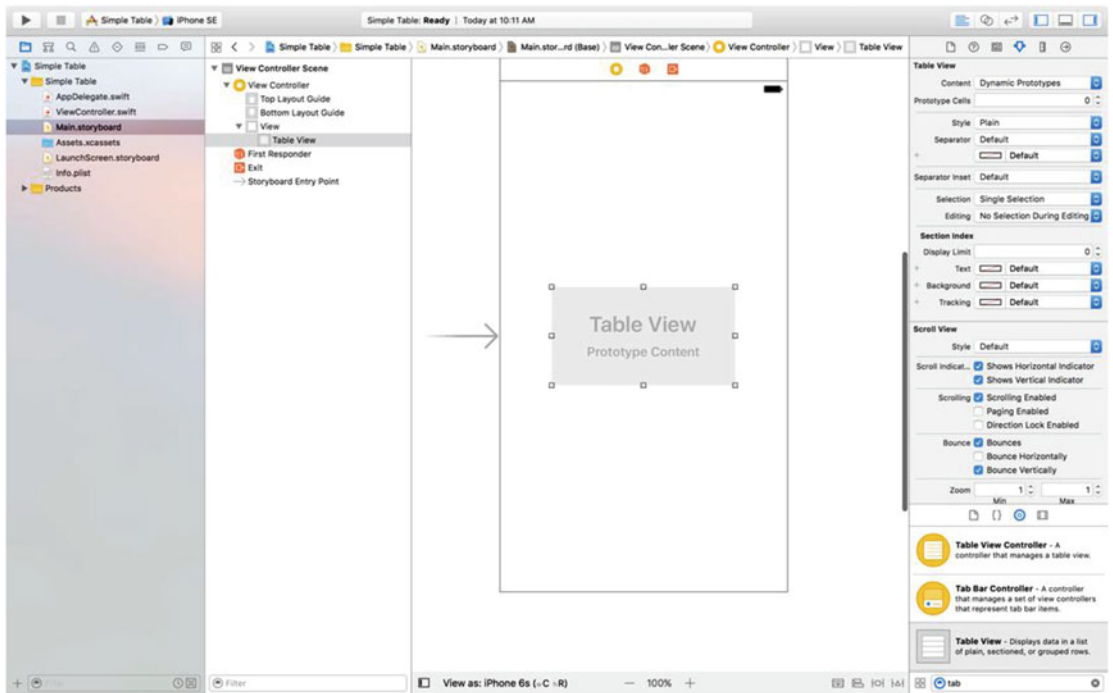 Simple Table 〉 iPhone SE
Simple Table: Ready | Today at 10:11 AM
Simple Table 〉 Simple Table 〉 Main.storyboard 〉 Main.stor...rd (Base) 〉 View Con...ler Scene 〉 View Controller 〉 View 〉 Table View
Simple Table
Simple Table
AppDelegate.swift
ViewController.swift
Main.storyboard
Assets.xcassets
LaunchScreen.storyboard
Info.plist
Products
View Controller Scene
View Controller
Top Layout Guide
Bottom Layout Guide
View
Table View
First Responder
Exit
Storyboard Entry Point
Filter
Table View
Prototype Content
View as: iPhone 6s (wC hR)
— 100% +
Table View
Content Dynamic Prototypes
Prototype Cells 0
Style Plain
Separator Default
Default
Separator Inset Default
Selection Single Selection
Editing No Selection During Editing
Section Index
Display Limit 0
Text Default
Background Default
Tracking Default
Scroll View
Style Default
Scroll Indicat... Shows Horizontal Indicator
Shows Vertical Indicator
Scrolling Scrolling Enabled
Paging Enabled
Direction Lock Enabled
Bounce Bounces
Bounce Horizontally
Bounce Vertically
Zoom 1 1
Min Max
Table View Controller - A
controller that manages a table view.
Tab Bar Controller - A controller
that manages a set of view controllers
that represent tab bar items.
Table View - Displays data in a list
of plain, sectioned, or grouped rows.
tab